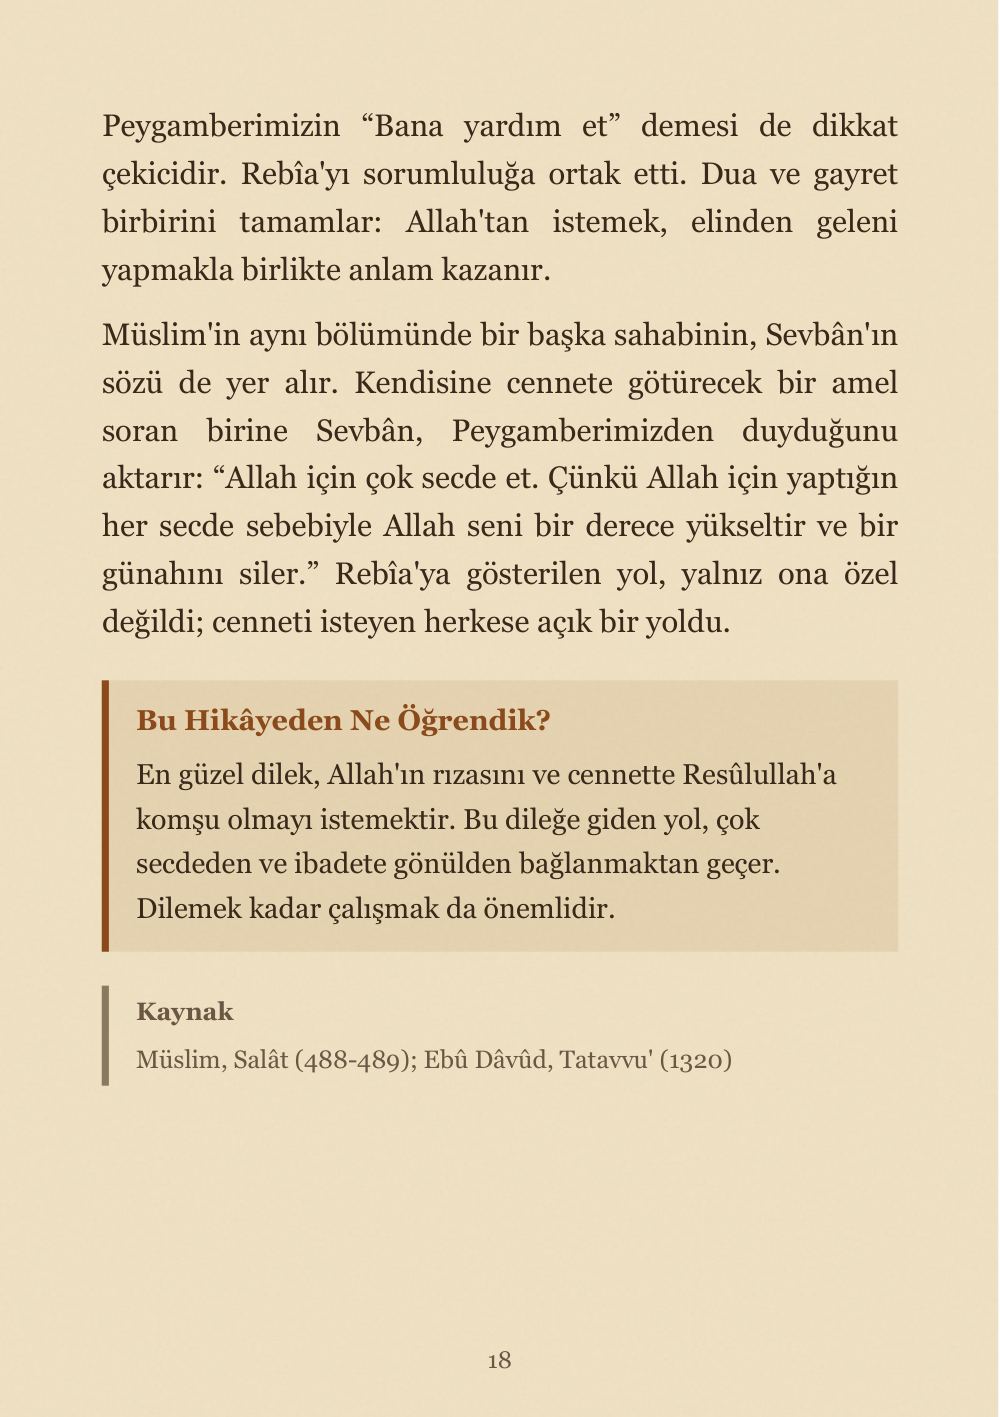 Peygamberimizin “Bana yardım et” demesi de dikkat
çekicidir. Rebîa'yı sorumluluğa ortak etti. Dua ve gayret
birbirini tamamlar: Allah'tan istemek, elinden geleni
yapmakla birlikte anlam kazanır.
Müslim'in aynı bölümünde bir başka sahabinin, Sevbân'ın
sözü de yer alır. Kendisine cennete götürecek bir amel
soran birine Sevbân, Peygamberimizden duyduğunu
aktarır: “Allah için çok secde et. Çünkü Allah için yaptığın
her secde sebebiyle Allah seni bir derece yükseltir ve bir
günahını siler.” Rebîa'ya gösterilen yol, yalnız ona özel
değildi; cenneti isteyen herkese açık bir yoldu.
Bu Hikâyeden Ne Öğrendik?
En güzel dilek, Allah'ın rızasını ve cennette Resûlullah'a
komşu olmayı istemektir. Bu dileğe giden yol, çok
secdeden ve ibadete gönülden bağlanmaktan geçer.
Dilemek kadar çalışmak da önemlidir.
Kaynak
Müslim, Salât (488-489); Ebû Dâvûd, Tatavvu' (1320)
18